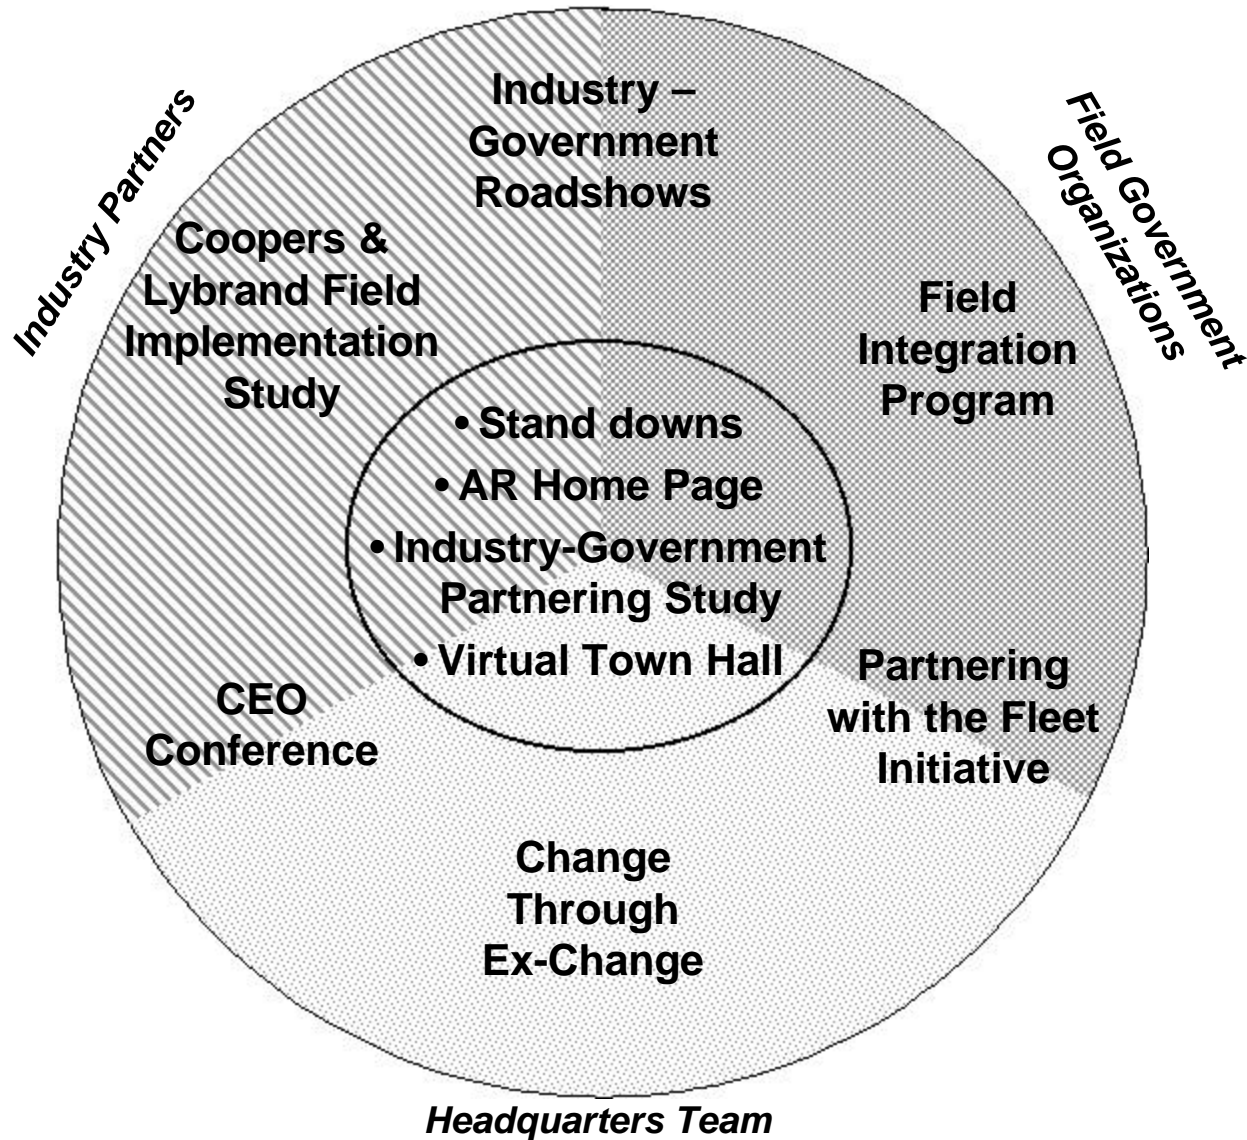 Industry –
Government
Roadshows
Industry Partners
Field Government
Organizations
Coopers &
Lybrand Field
Implementation
Study
Field
Integration
Program
• Stand downs
• AR Home Page
• Industry-Government
Partnering Study
• Virtual Town Hall
CEO
Conference
Partnering
with the Fleet
Initiative
Change
Through
Ex-Change
Headquarters Team